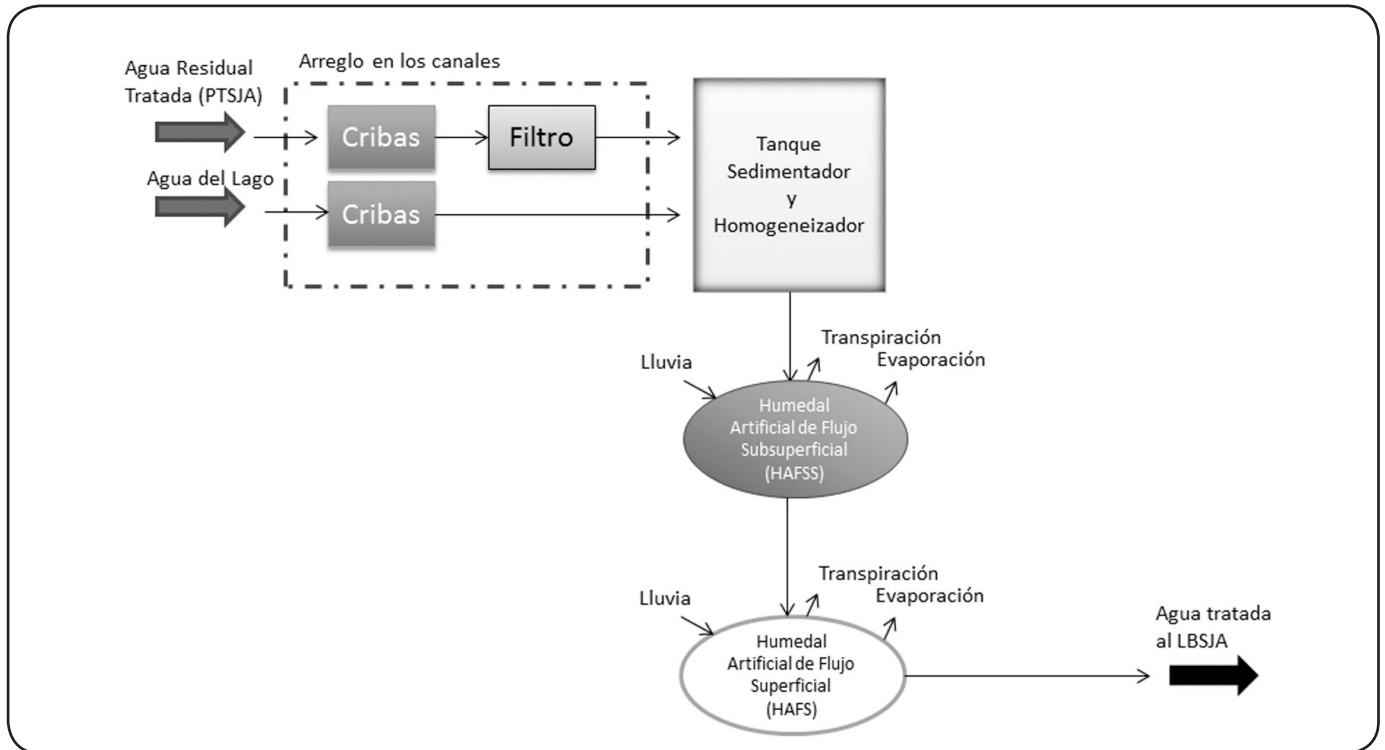 Arreglo en los canales
Agua Residual
Tratada (PTSJA)
Cribas
Filtro
Agua del Lago
Cribas
Tanque
Sedimentador
y
Homogeneizador
Transpiración
Evaporación
Lluvia
Humedal
Artificial de Flujo
Subsuperficial
(HAFSS)
Transpiración
Evaporación
Lluvia
Humedal
Artificial de Flujo
Superficial
(HAFS)
Agua tratada
al LBSJA